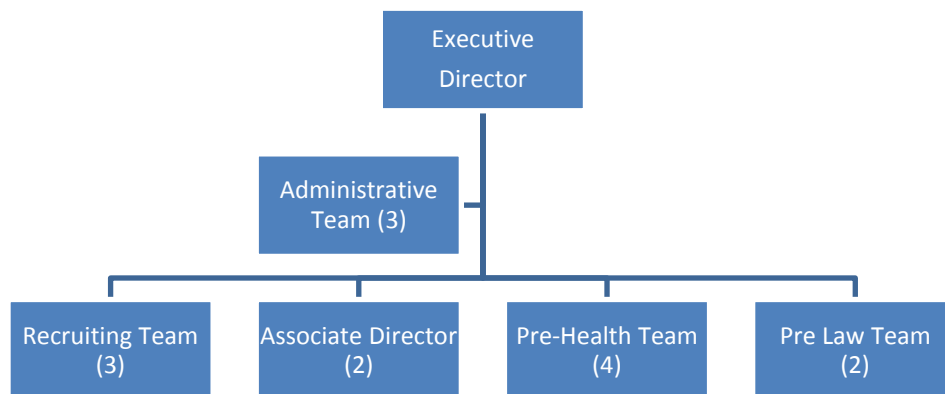 Executive
Director
Administrative
Team (3)
Recruiting Team
(3)
Associate Director
(2)
Pre-Health Team
(4)
Pre Law Team
(2)